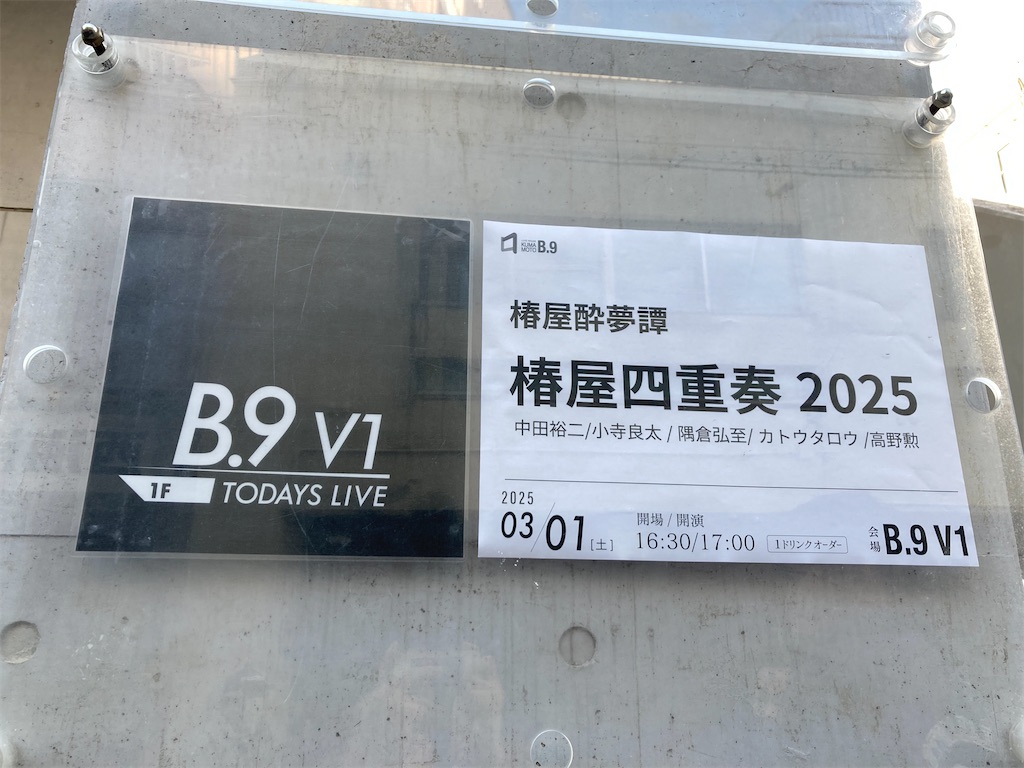 B.9 V1
1F TODAYS LIVE
KUMA
MOTO B.9
椿屋酔夢譚
椿屋四重奏 2025
中田裕二/小寺良太 / 隅倉弘至/ カトウタロウ /高野勲
2025
03/01 [土]
開場 / 開演
16:30/17:00 1ドリンクオーダー
会場 B.9 V1